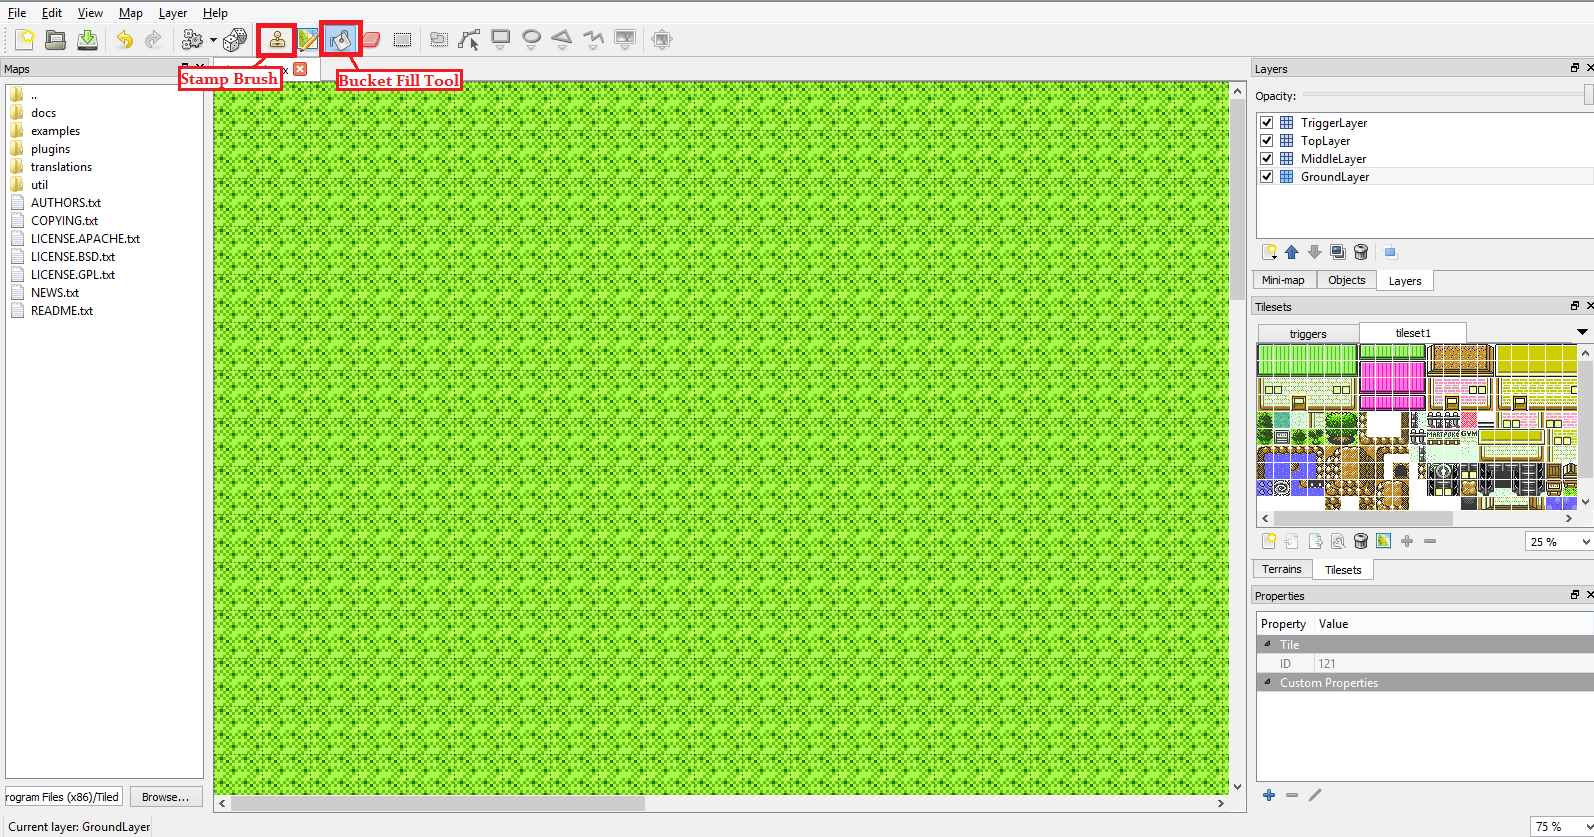 File Edit View Map Layer Help
Stamp Brush
Bucket Fill Tool
Maps
x
..
docs
examples
plugins
translations
util
AUTHORS.txt
COPYING.txt
LICENSE.APACHE.txt
LICENSE.BSD.txt
LICENSE.GPL.txt
NEWS.txt
README.txt
rogram Files (x86)/Tiled
Browse...
Current layer: GroundLayer
Layers
Opacity:
TriggerLayer
TopLayer
MiddleLayer
GroundLayer
Mini-map Objects Layers
Tilesets
triggers tileset1
MART POKE GYM
25 %
Terrains Tilesets
Properties
Property Value
Tile
ID 121
Custom Properties
75 %